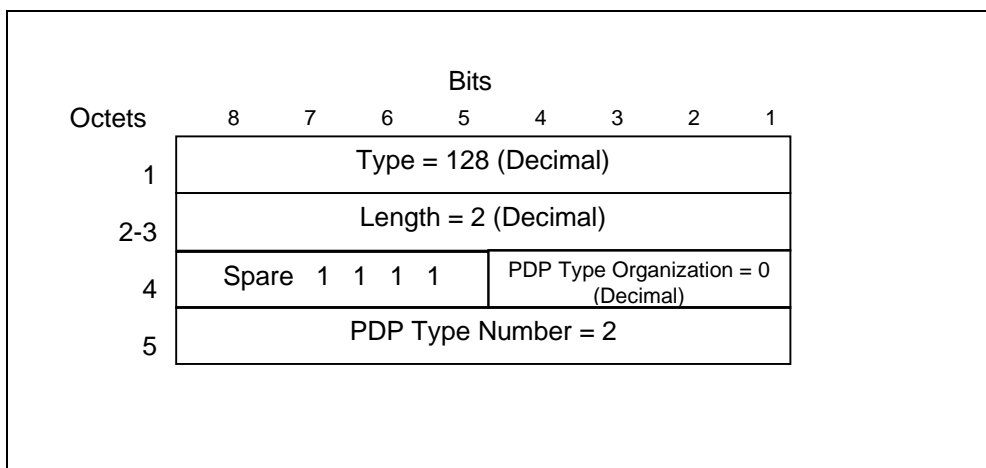 Bits
Octets 8 7 6 5 4 3 2 1
1 Type = 128 (Decimal)
2-3 Length = 2 (Decimal)
4 Spare 1 1 1 1 PDP Type Organization = 0
(Decimal)
5 PDP Type Number = 2